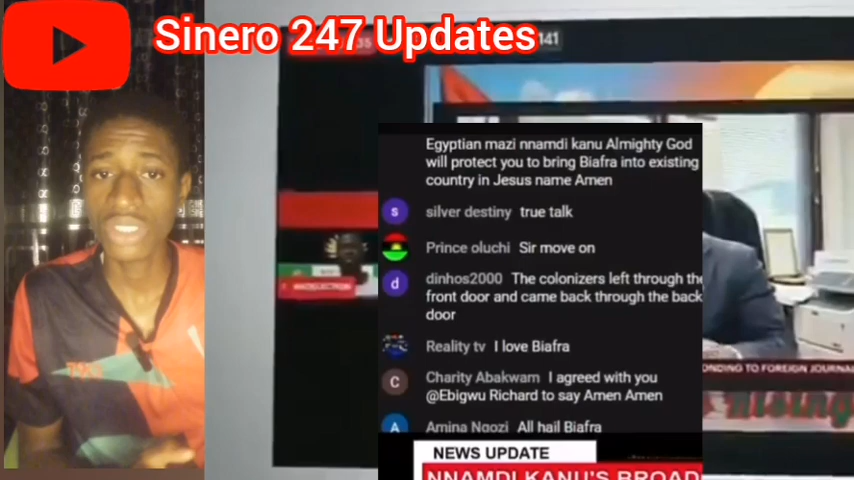 Sinero 247 Updates
141
Egyptian mazi nnamdi kanu Almighty God
will protect you to bring Biafra into existing
country in Jesus name Amen
s silver destiny true talk
Prince oluchi Sir move on
d dinhos2000 The colonizers left through the
front door and came back through the back
door
Reality tv I love Biafra
C Charity Abakwam I agreed with you
@Ebigwu Richard to say Amen Amen
A Amina Ngozi All hail Biafra
ONDING TO FOREIGN JOURNA
NEWS UPDATE
NNAMDI KANU'S BROAD